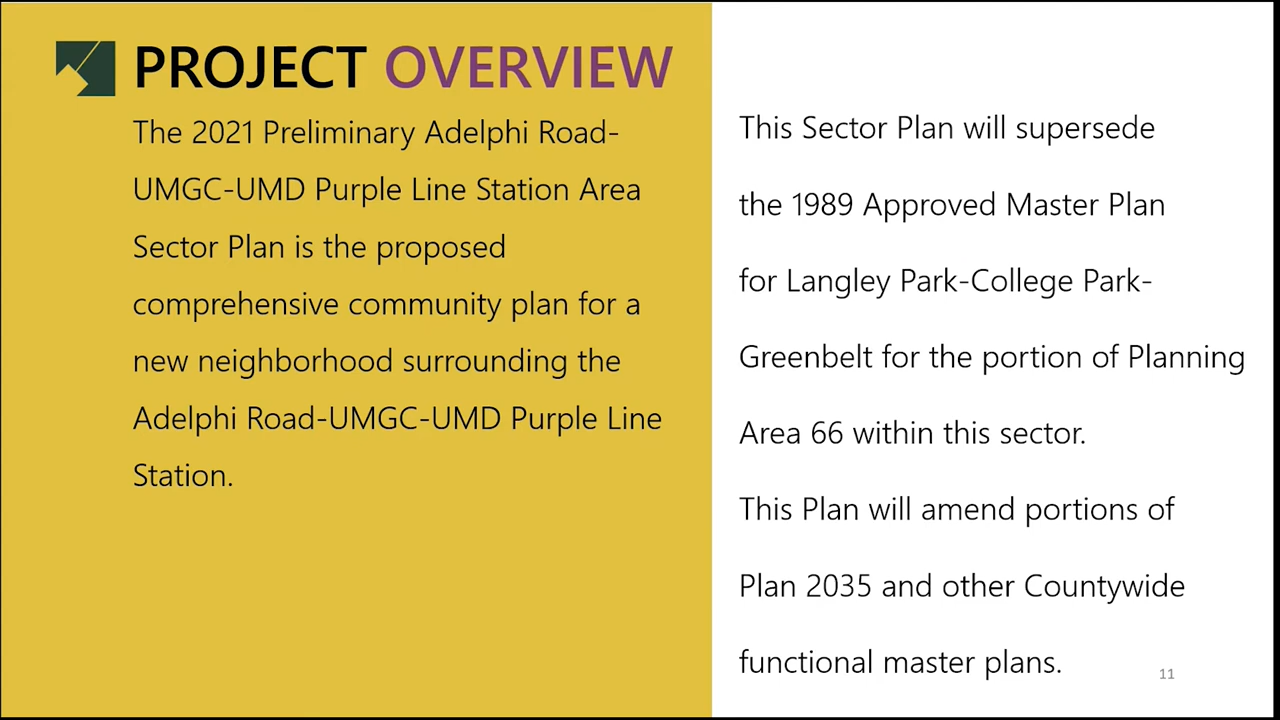 PROJECT OVERVIEW
The 2021 Preliminary Adelphi Road-
UMGC-UMD Purple Line Station Area
Sector Plan is the proposed
comprehensive community plan for a
new neighborhood surrounding the
Adelphi Road-UMGC-UMD Purple Line
Station.
This Sector Plan will supersede
the 1989 Approved Master Plan
for Langley Park-College Park-
Greenbelt for the portion of Planning
Area 66 within this sector.
This Plan will amend portions of
Plan 2035 and other Countywide
functional master plans.
11